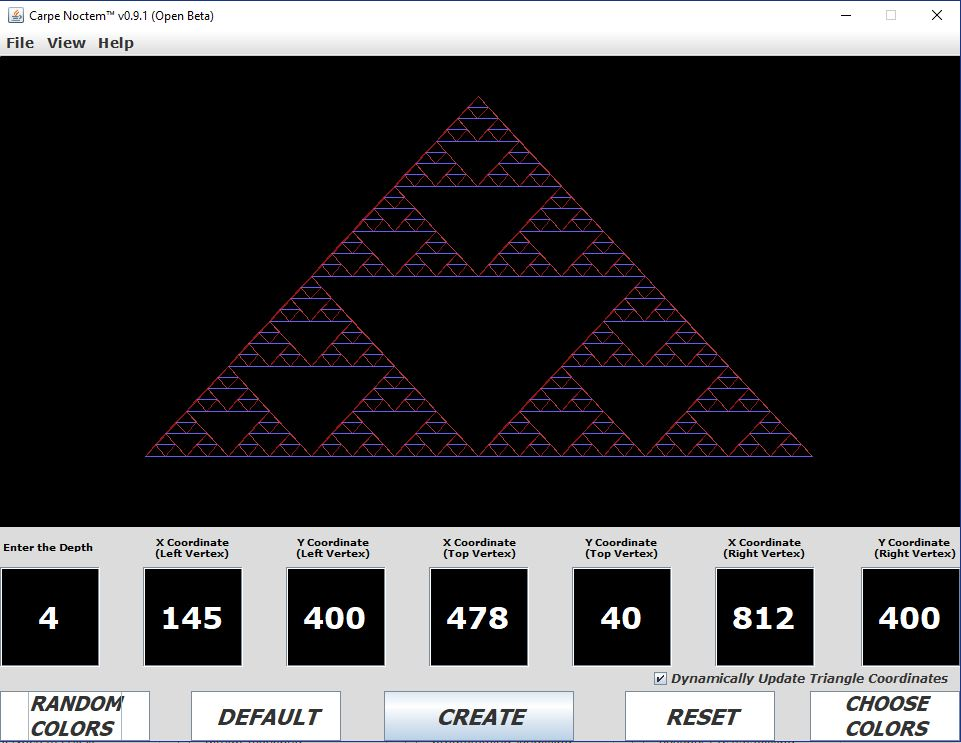 Carpe Noctem™ v0.9.1 (Open Beta)
File View Help
Enter the Depth
X Coordinate
(Left Vertex)
Y Coordinate
(Left Vertex)
X Coordinate
(Top Vertex)
Y Coordinate
(Top Vertex)
X Coordinate
(Right Vertex)
Y Coordinate
(Right Vertex)
4 145 400 478 40 812 400
Dynamically Update Triangle Coordinates
RANDOM
COLORS
DEFAULT
CREATE
RESET
CHOOSE
COLORS